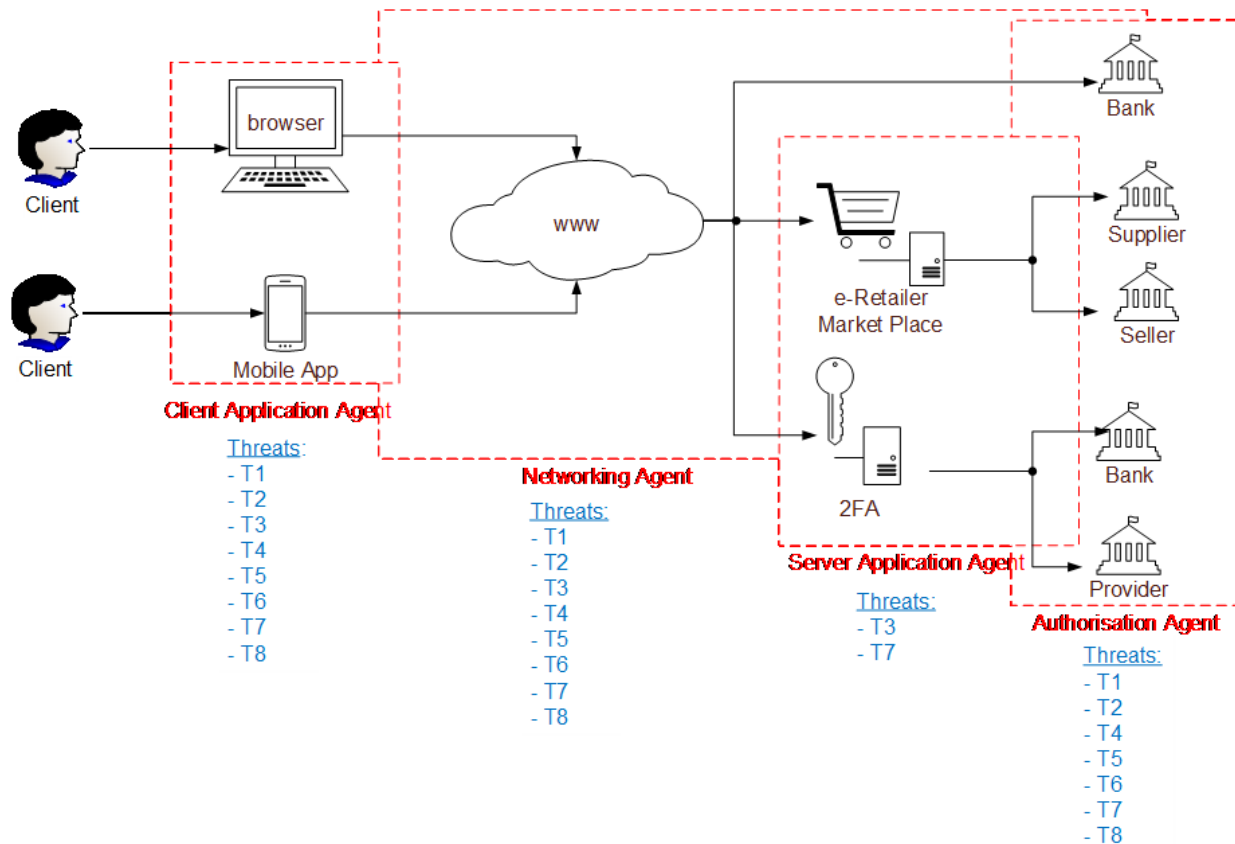 browser
Client
Client
Mobile App
www
Bank
Supplier
Seller
e-Retailer
Market Place
2FA
Bank
Provider
Client Application Agent
Threats:
- T1
- T2
- T3
- T4
- T5
- T6
- T7
- T8
Networking Agent
Threats:
- T1
- T2
- T3
- T4
- T5
- T6
- T7
- T8
Server Application Agent
Threats:
- T3
- T7
Authorisation Agent
Threats:
- T1
- T2
- T4
- T5
- T6
- T7
- T8